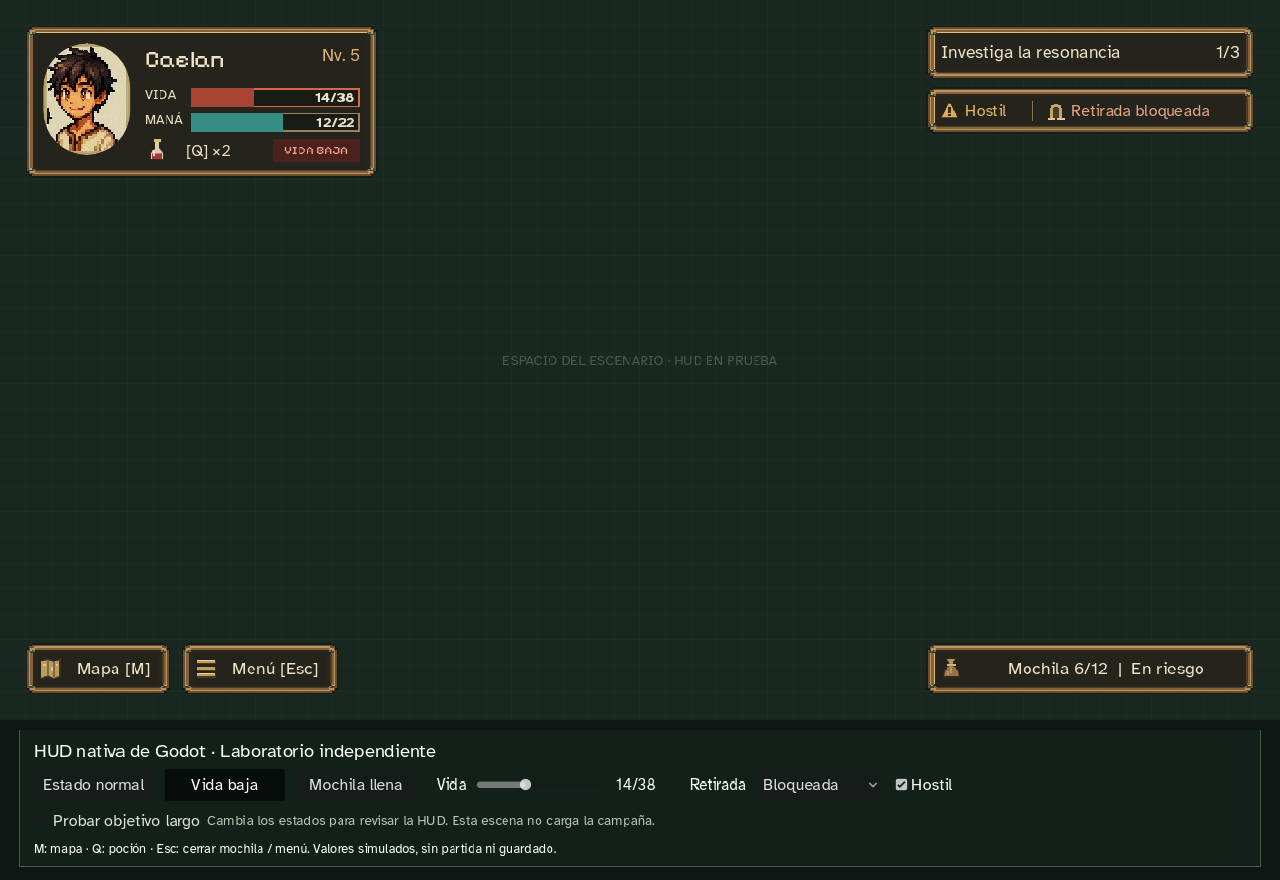 Caelan
Nv. 5
VIDA
14/38
MANÁ
12/22
[Q] ×2
VIDA BAJA
Investiga la resonancia
1/3
Hostil
Retirada bloqueada
ESPACIO DEL ESCENARIO · HUD EN PRUEBA
Mapa [M]
Menú [Esc]
Mochila 6/12 | En riesgo
HUD nativa de Godot · Laboratorio independiente
Estado normal
Vida baja
Mochila llena
Vida
14/38
Retirada
Bloqueada
Hostil
Probar objetivo largo
Cambia los estados para revisar la HUD. Esta escena no carga la campaña.
M: mapa · Q: poción · Esc: cerrar mochila / menú. Valores simulados, sin partida ni guardado.